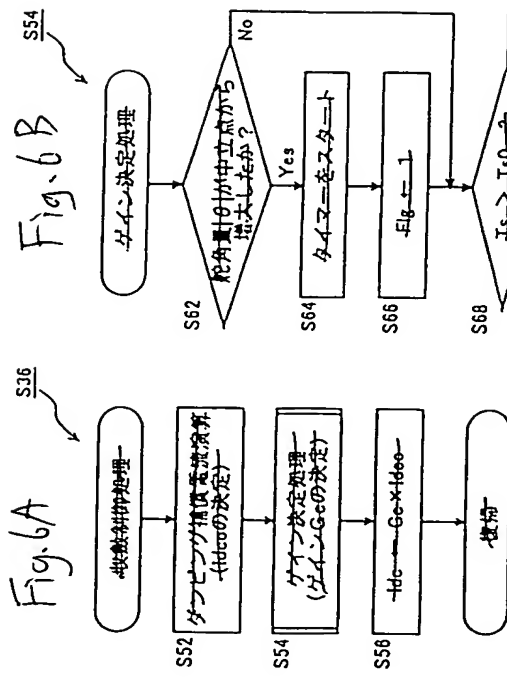 Fig.6A
S36
収斂制御処理
S52
ダンピング補償電流演算
(Idcoの決定)
S54
ゲイン決定処理
(ゲインGcの決定)
S56
Idc ← Gc×Idco
復帰
Fig.6B
S54
ゲイン決定処理
S62
舵角量|θ|が中立点から
増大したか?
Yes
No
S64
タイマーをスタート
S66
Flg ← 1
S68